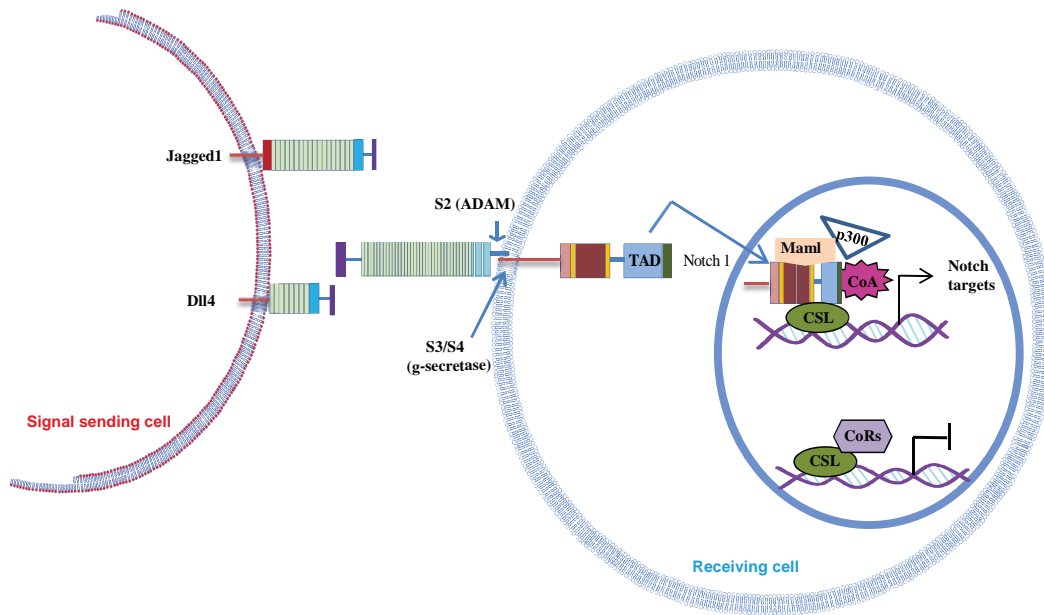 Jagged1
S2 (ADAM)
p300
Maml
TAD
Notch 1
CoA
Notch
targets
Dll4
CSL
S3/S4
(g-secretase)
Signal sending cell
CoRs
CSL
Receiving cell